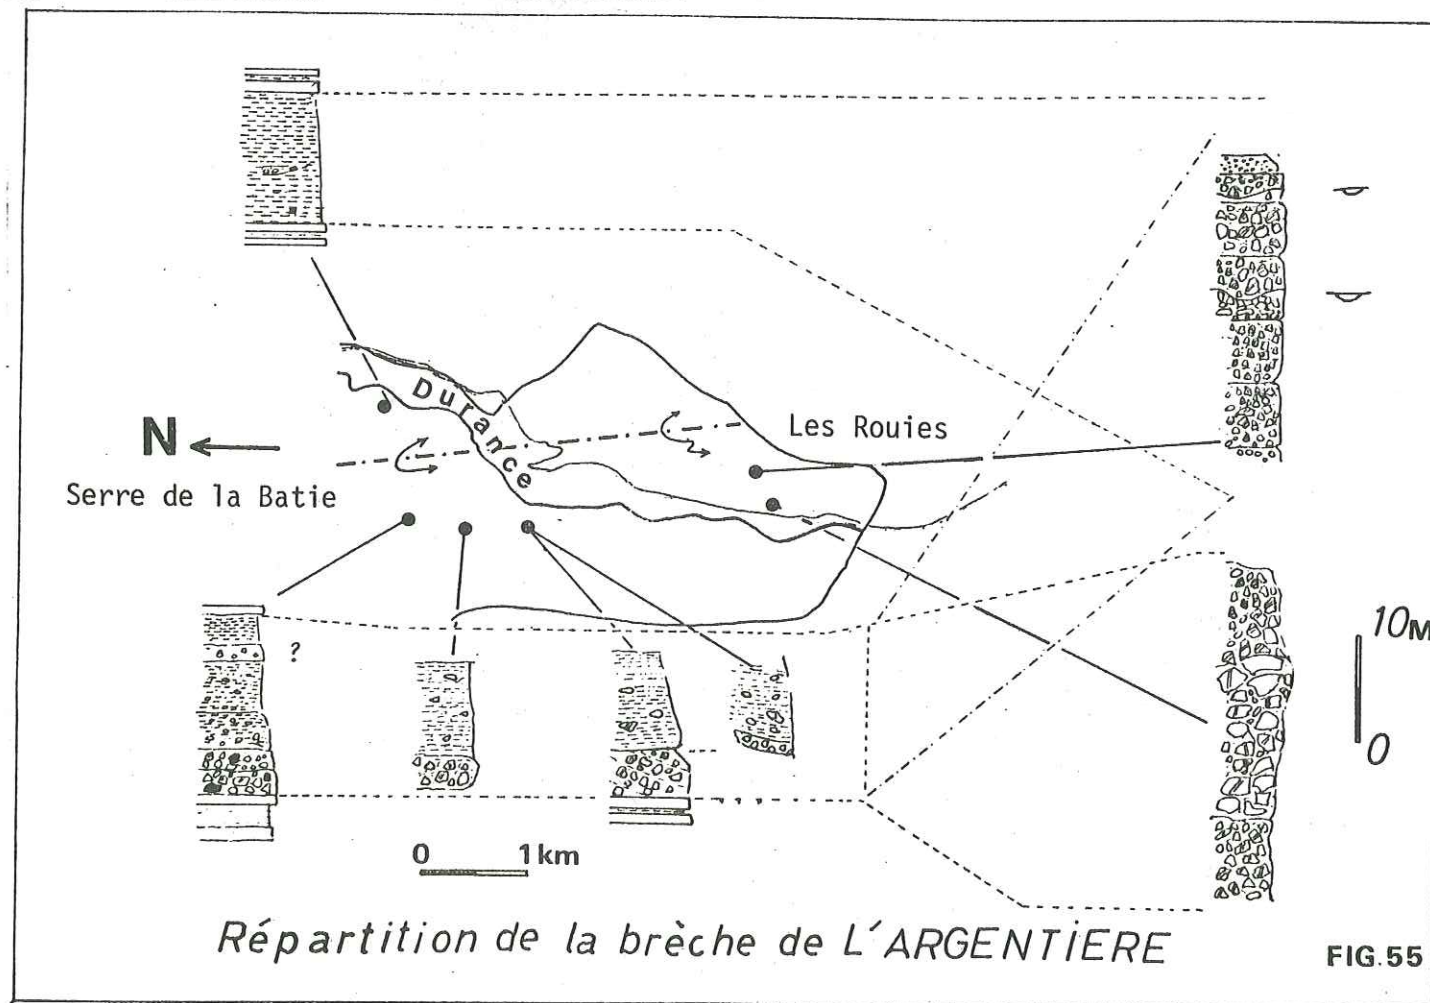 Durance
N
Les Rouies
Serre de la Batie
?
10M
0
0 1km
Répartition de la brèche de L'ARGENTIERE
FIG.55